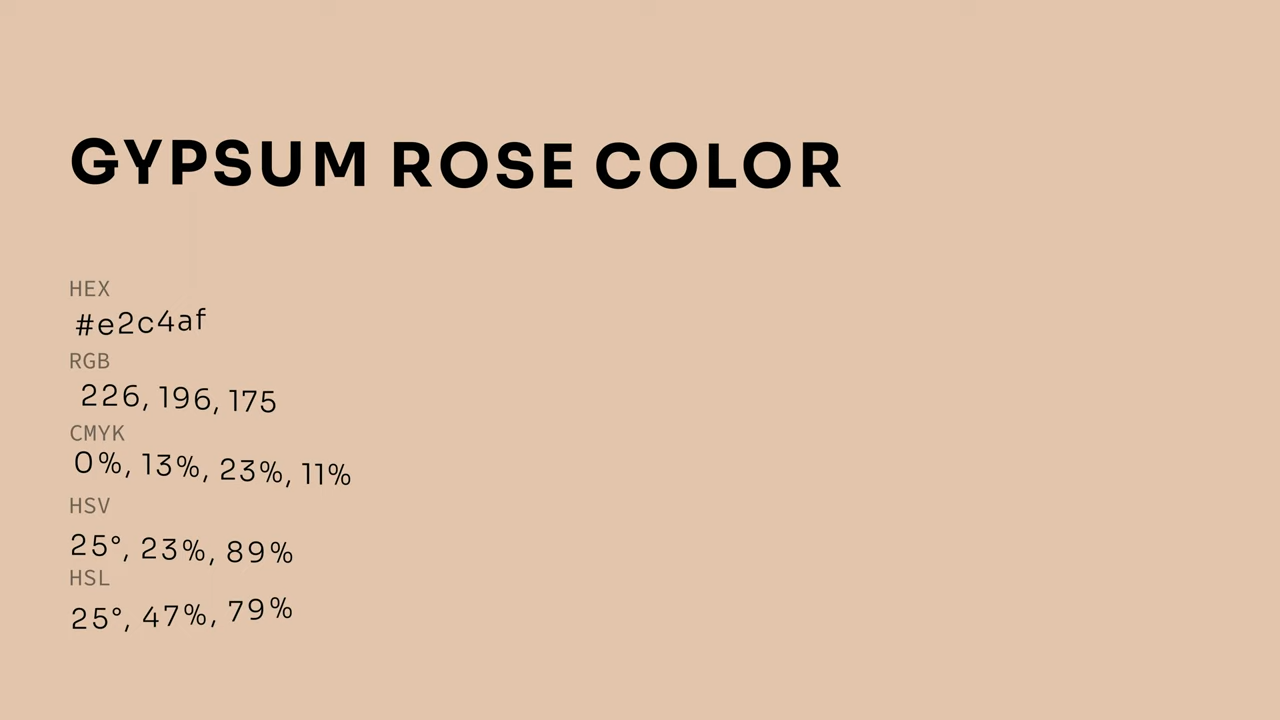 GYPSUM ROSE COLOR
HEX
#e2c4af
RGB
226, 196, 175
CMYK
0%, 13%, 23%, 11%
HSV
25°, 23%, 89%
HSL
25°, 47%, 79%